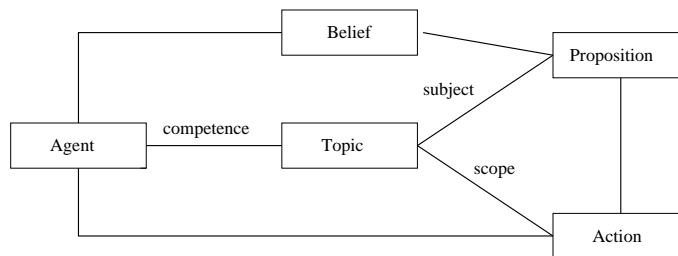 Belief
Proposition
subject
competence
Agent
Topic
scope
Action